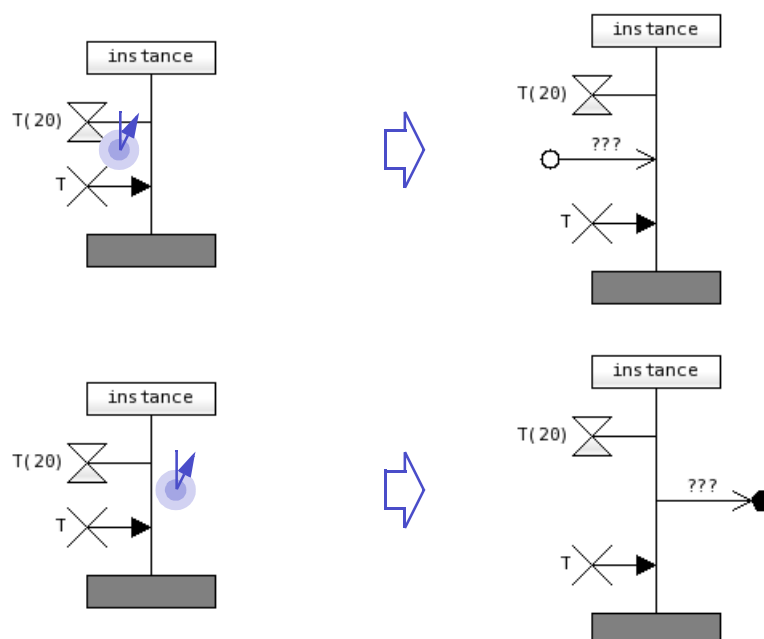 instance
T(20)
T
instance
T(20)
???
T
instance
T(20)
T
instance
T(20)
???
T